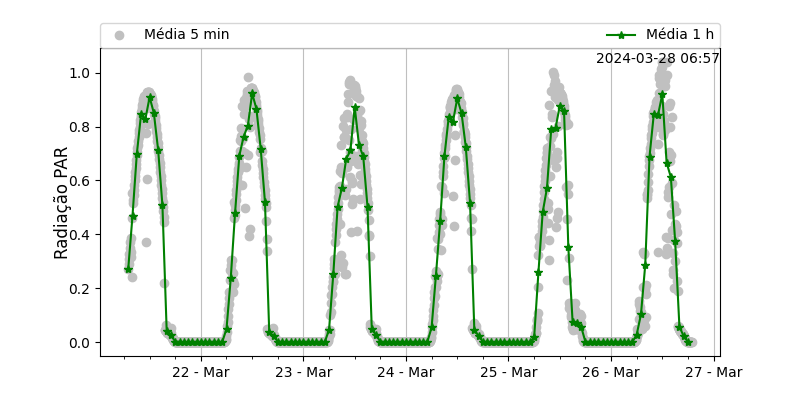 Média 5 min
Média 1 h
2024-03-28 06:57
Radiação PAR
1.0
0.8
0.6
0.4
0.2
0.0
22 - Mar
23 - Mar
24 - Mar
25 - Mar
26 - Mar
27 - Mar